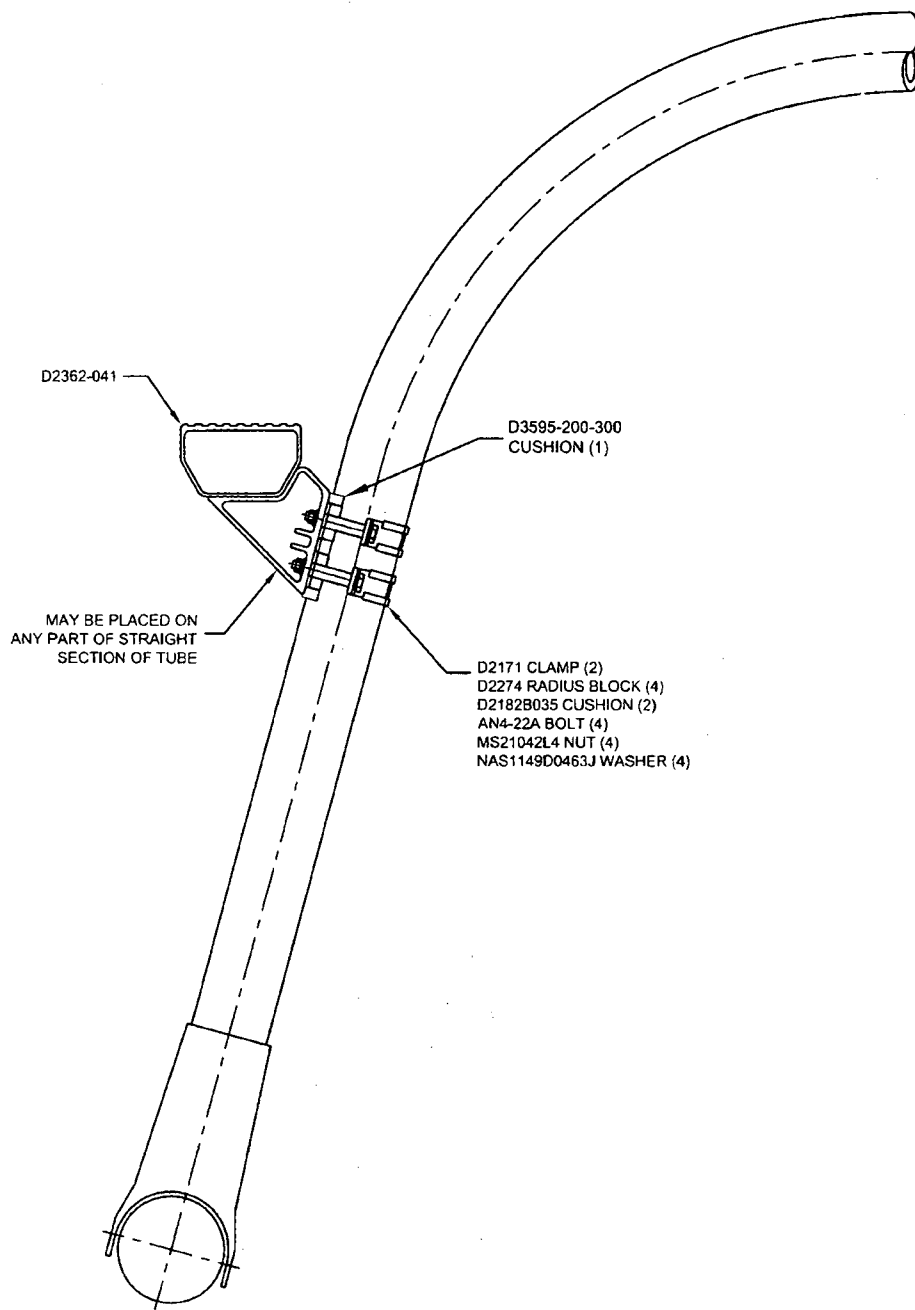 D2362-041
D3595-200-300
CUSHION (1)
MAY BE PLACED ON
ANY PART OF STRAIGHT
SECTION OF TUBE
D2171 CLAMP (2)
D2274 RADIUS BLOCK (4)
D2182B035 CUSHION (2)
AN4-22A BOLT (4)
MS21042L4 NUT (4)
NAS1149D0463J WASHER (4)